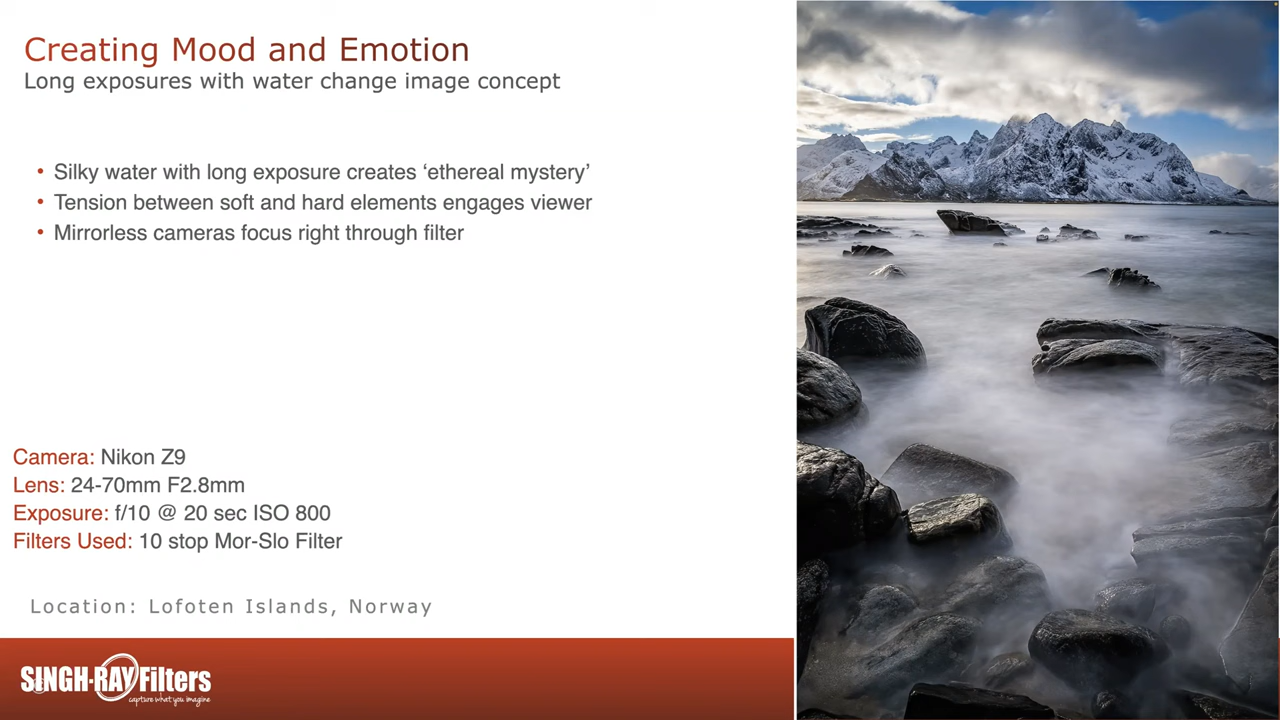 Creating Mood and Emotion
Long exposures with water change image concept
• Silky water with long exposure creates ‘ethereal mystery’
• Tension between soft and hard elements engages viewer
• Mirrorless cameras focus right through filter
Camera: Nikon Z9
Lens: 24-70mm F2.8mm
Exposure: f/10 @ 20 sec ISO 800
Filters Used: 10 stop Mor-Slo Filter
Location: Lofoten Islands, Norway
SINGH-RAY Filters
capture what you imagine